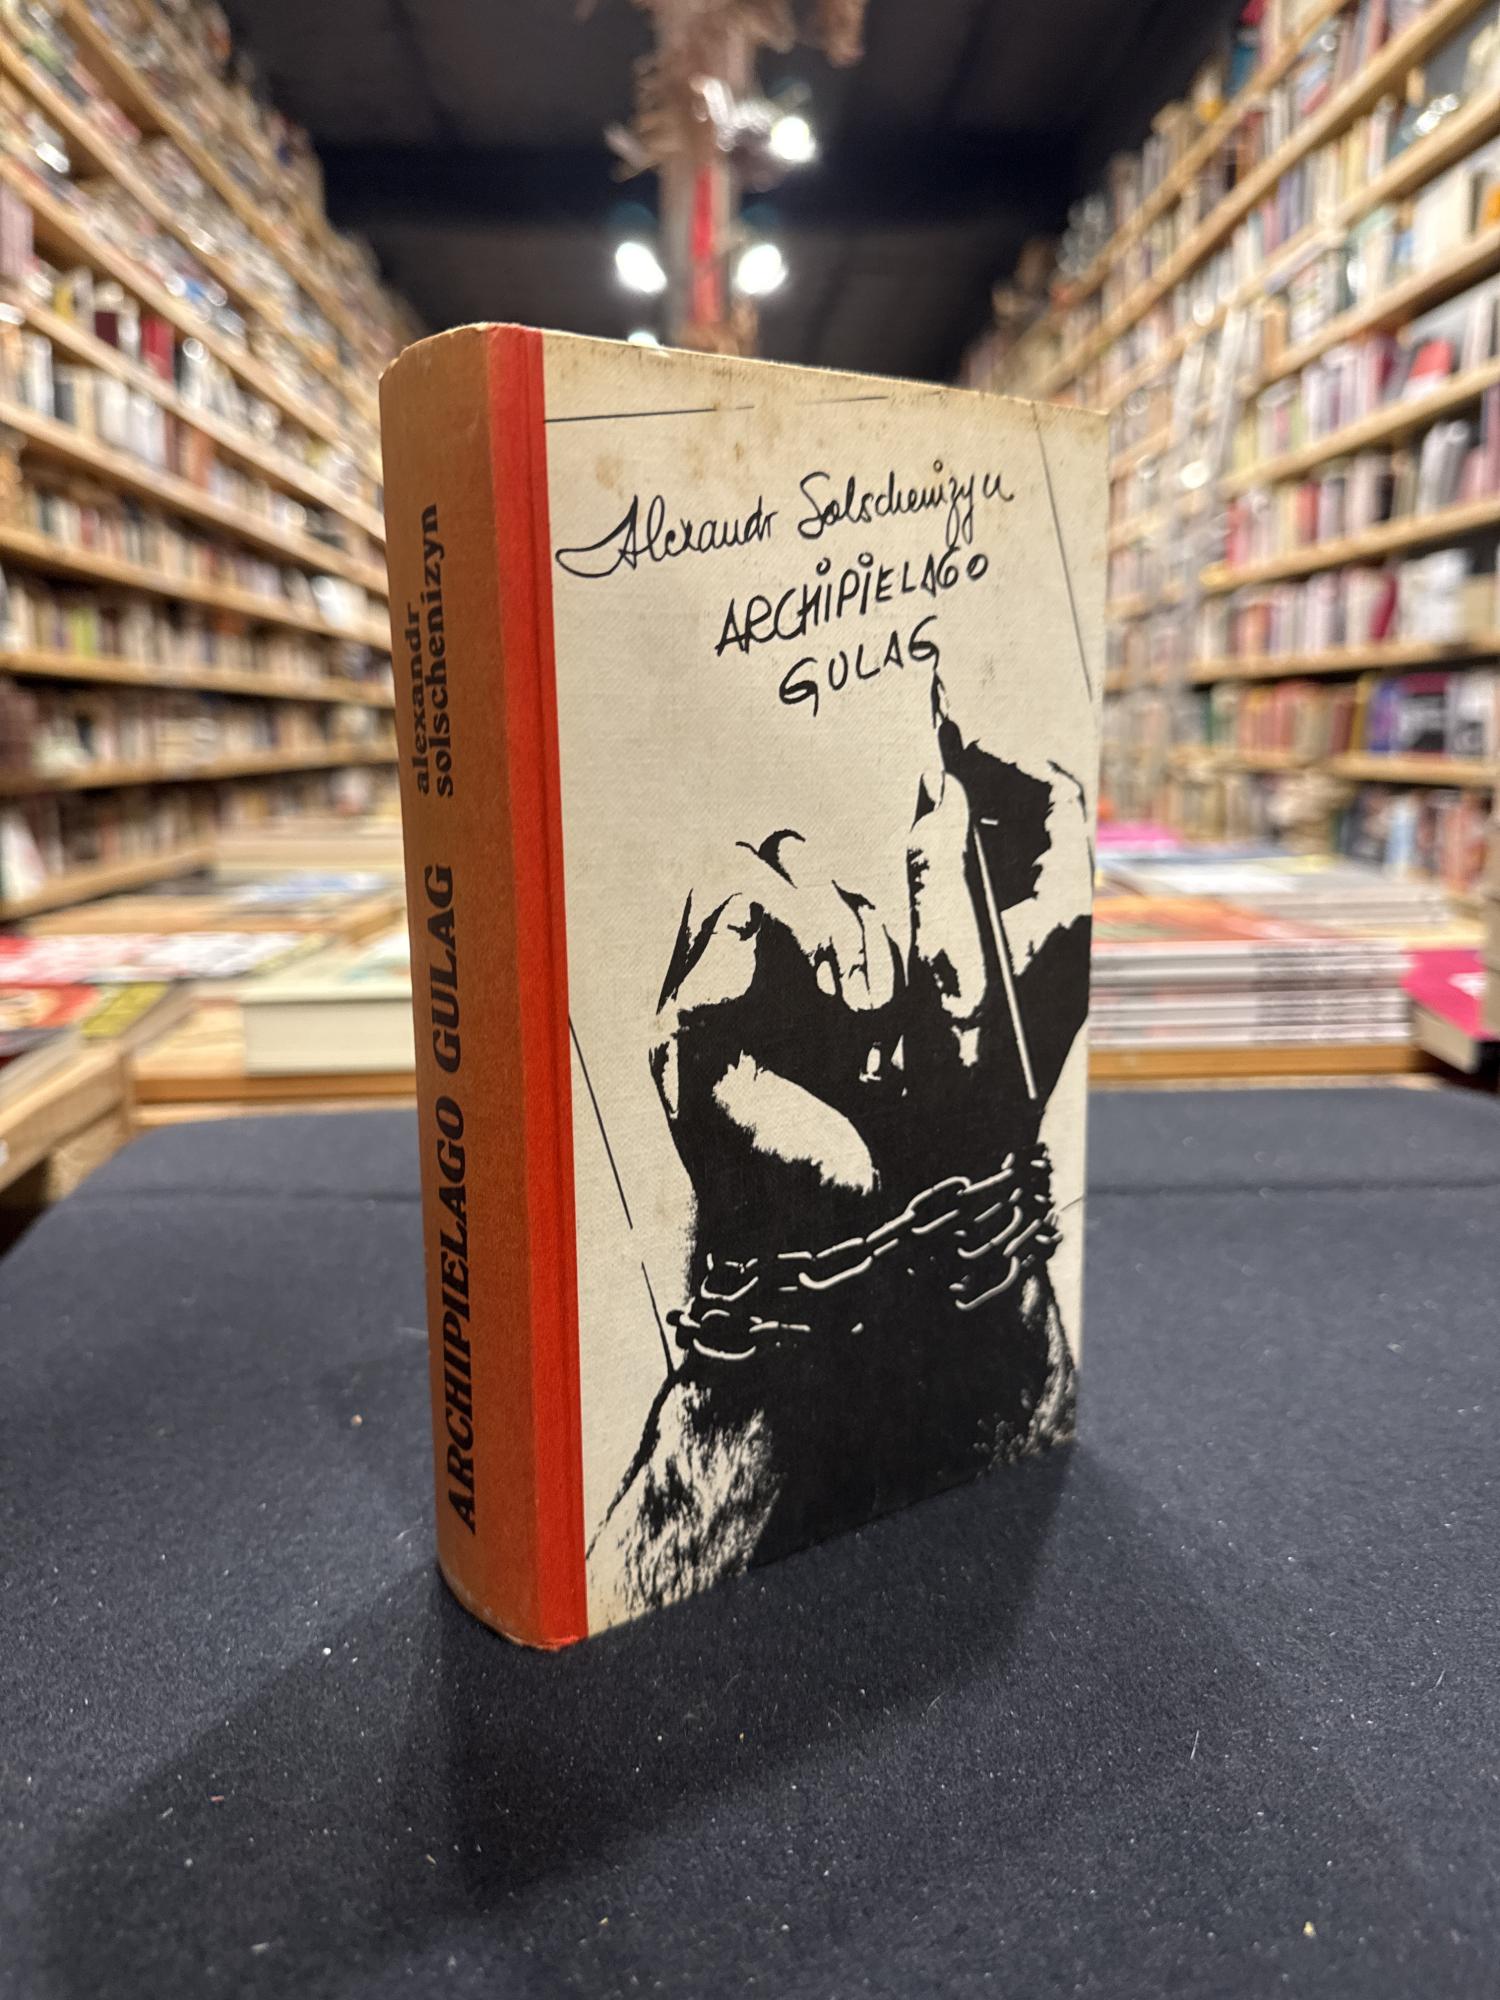 alexandr
solschenizyn
ARCHIPIELAGO GULAG
Alexandr Solschenizyn
ARCHIPIELAGO
GULAG